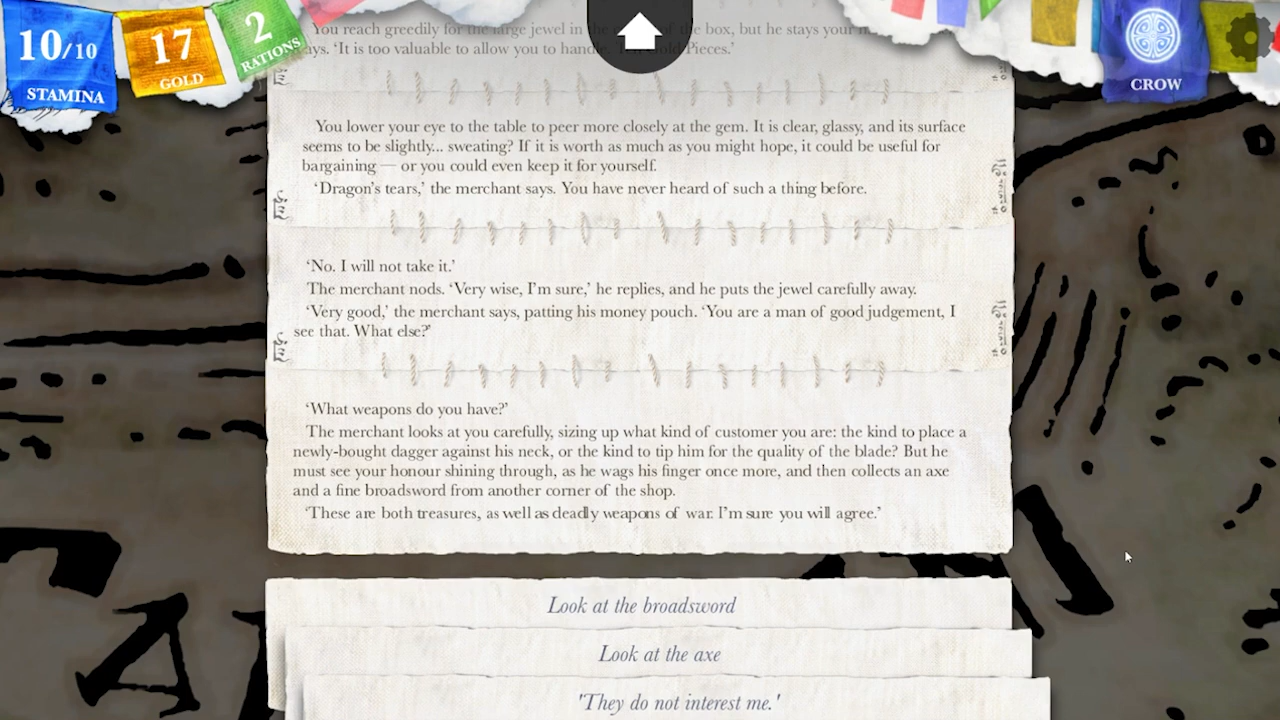 10/10
STAMINA
17
GOLD
2
RATIONS
CROW
You reach greedily for the large jewel in the of the box, but he stays your
'It is too valuable to allow you to handle. Gold Pieces.'
You lower your eye to the table to peer more closely at the gem. It is clear, glassy, and its surface
seems to be slightly... sweating? If it is worth as much as you might hope, it could be useful for
bargaining — or you could even keep it for yourself.
'Dragon's tears,' the merchant says. You have never heard of such a thing before.
'No. I will not take it.'
The merchant nods. 'Very wise, I'm sure,' he replies, and he puts the jewel carefully away.
'Very good,' the merchant says, patting his money pouch. 'You are a man of good judgement, I
see that. What else?'
'What weapons do you have?'
The merchant looks at you carefully, sizing up what kind of customer you are: the kind to place a
newly-bought dagger against his neck, or the kind to tip him for the quality of the blade? But he
must see your honour shining through, as he wags his finger once more, and then collects an axe
and a fine broadsword from another corner of the shop.
'These are both treasures, as well as deadly weapons of war. I'm sure you will agree.'
Look at the broadsword
Look at the axe
'They do not interest me.'